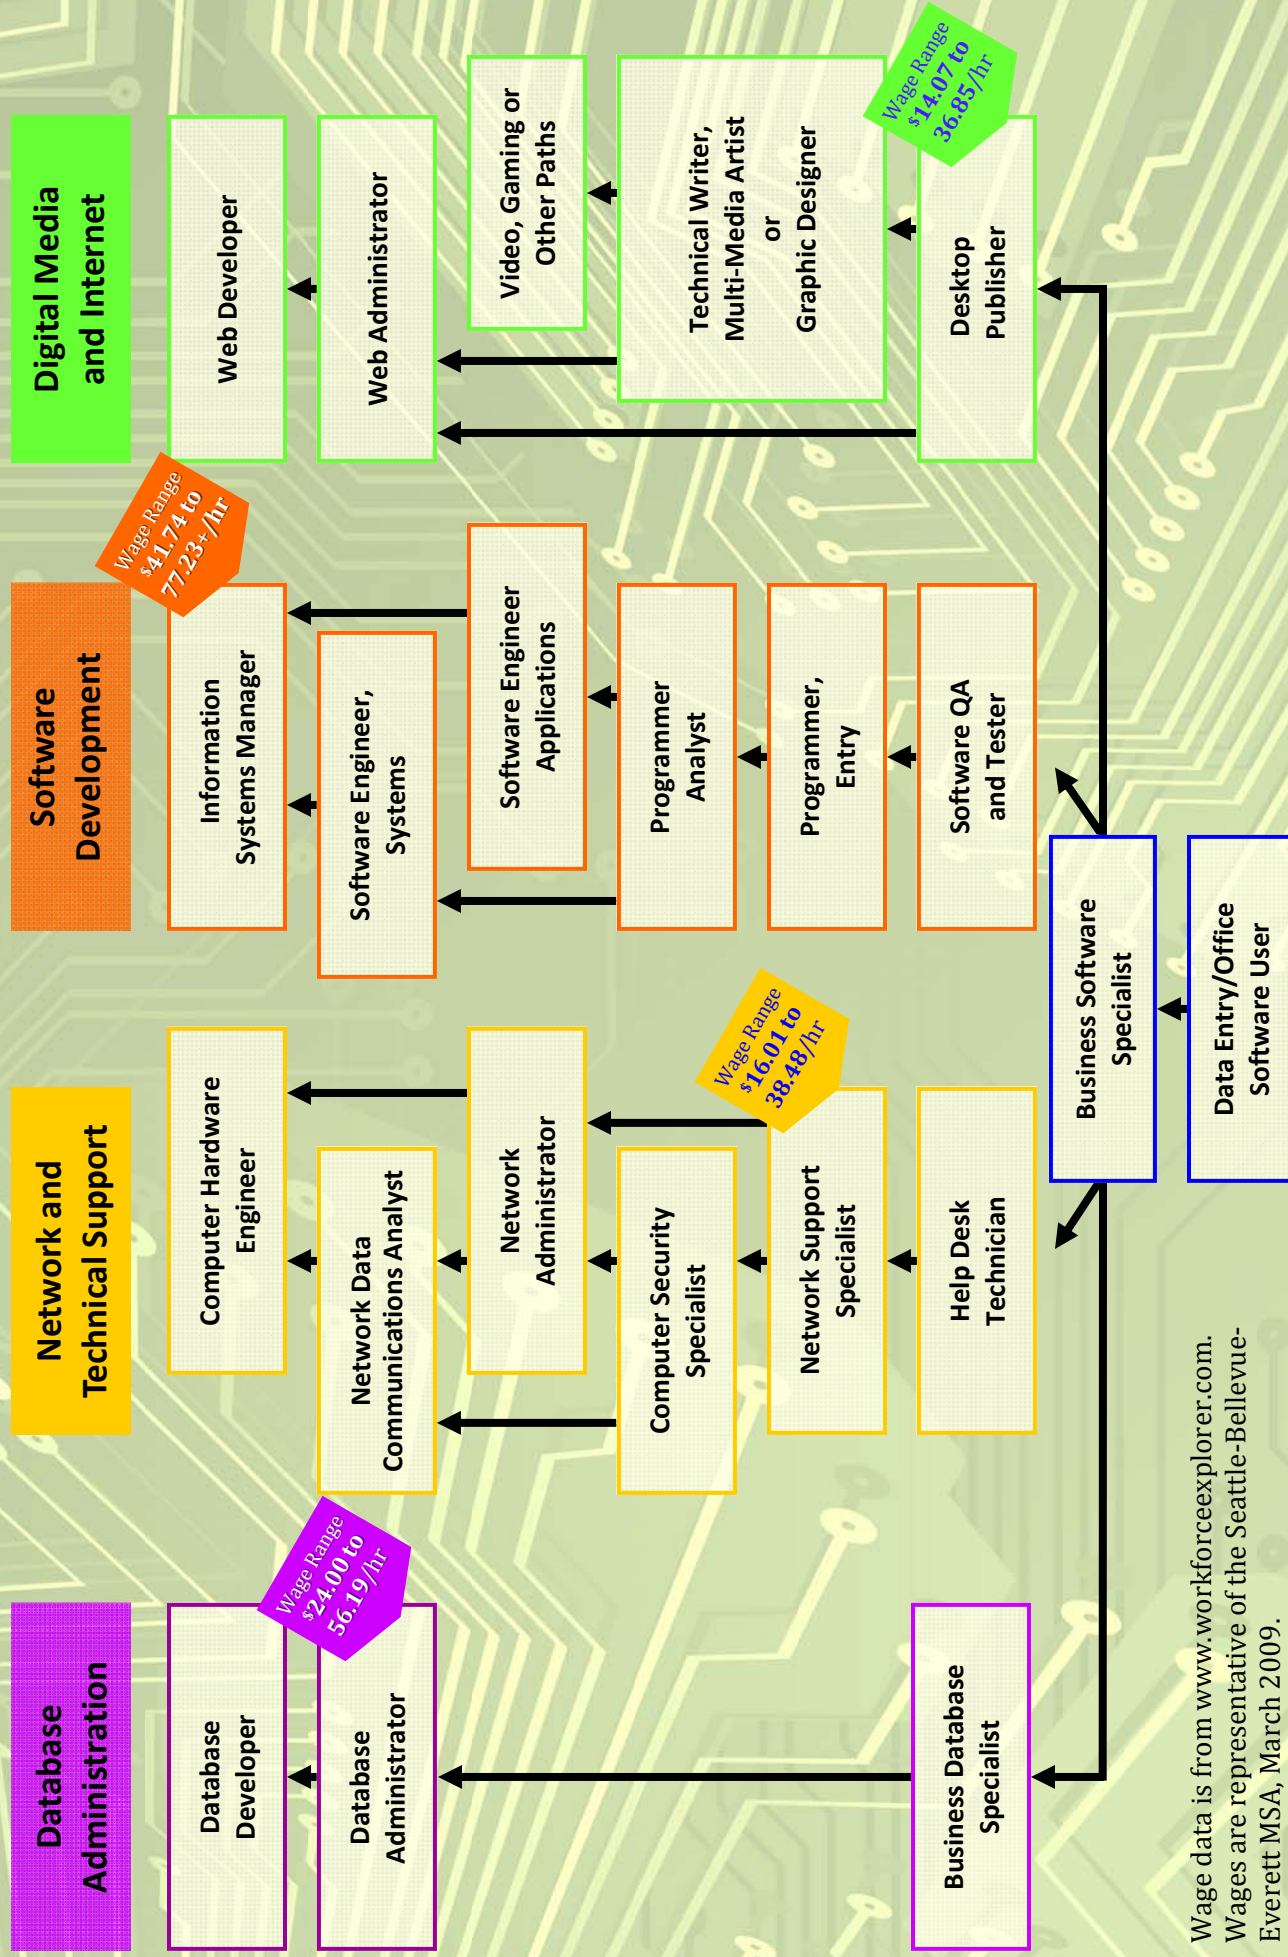 Database
Administration
Network and
Technical Support
Software
Development
Digital Media
and Internet
Database
Developer
Computer Hardware
Engineer
Information
Systems Manager
Wage Range
$41.74 to
77.23+/hr
Web Developer
Database
Administrator
Wage Range
$24.00 to
56.19/hr
Network Data
Communications Analyst
Software Engineer,
Systems
Web Administrator
Network
Administrator
Software Engineer
Applications
Video, Gaming or
Other Paths
Computer Security
Specialist
Programmer
Analyst
Technical Writer,
Multi-Media Artist
or
Graphic Designer
Network Support
Specialist
Wage Range
$16.01 to
38.48/hr
Programmer,
Entry
Business Database
Specialist
Help Desk
Technician
Software QA
and Tester
Desktop
Publisher
Wage Range
$14.07 to
36.85/hr
Business Software
Specialist
Data Entry/Office
Software User
Wage data is from www.workforceexplorer.com.
Wages are representative of the Seattle-Bellevue-
Everett MSA, March 2009.